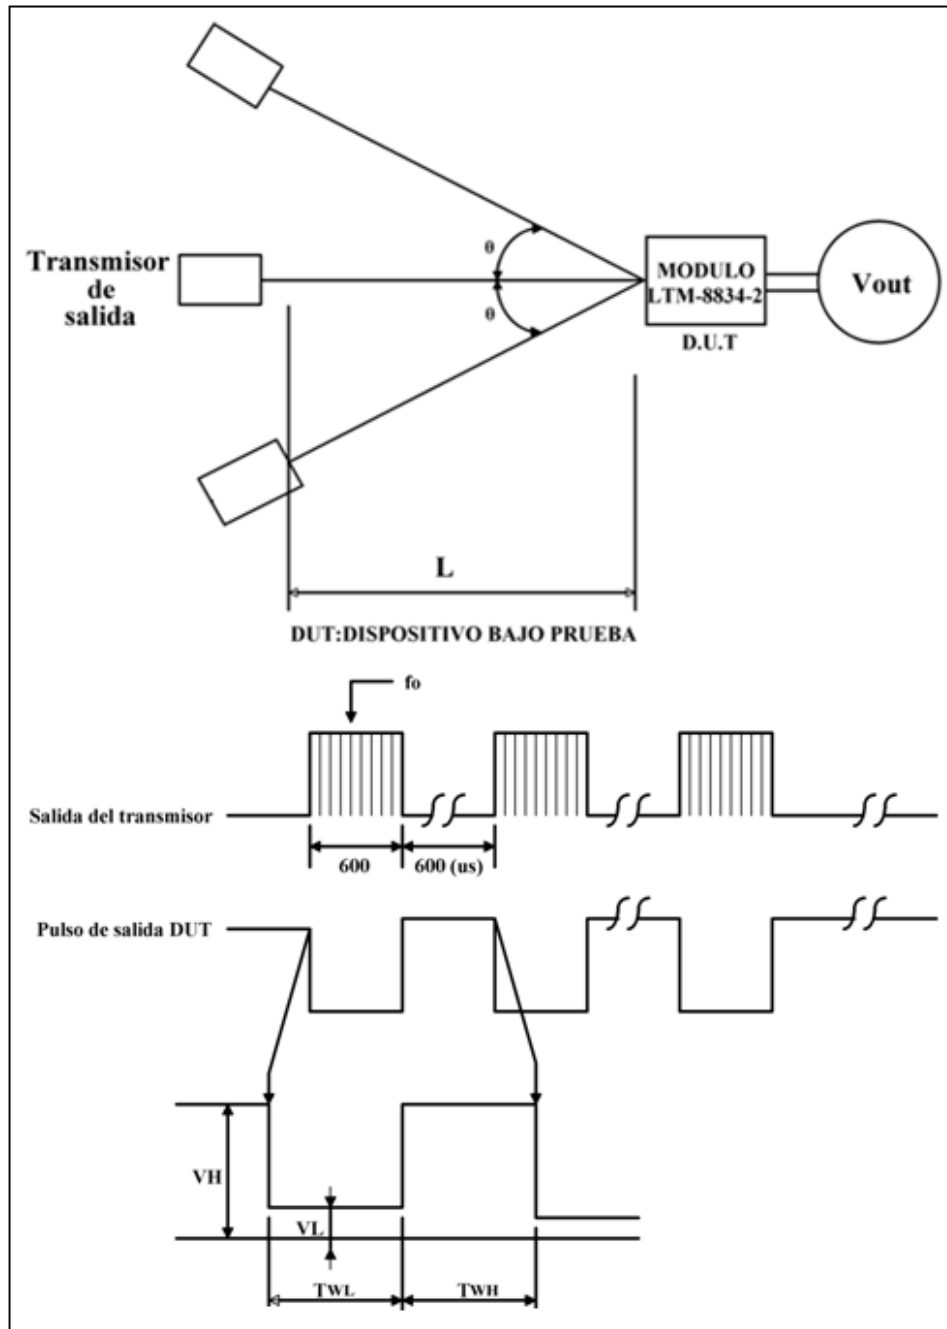 Transmisor
de
salida
θ
θ
MODULO
LTM-8834-2
D.U.T
Vout
L
DUT:DISPOSITIVO BAJO PRUEBA
fo
Salida del transmisor
600
600 (us)
Pulso de salida DUT
VH
VL
TWL
TWH